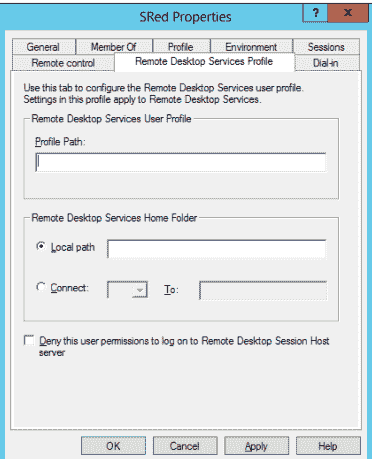 SRed Properties
? x
General Member Of Profile Environment Sessions
Remote control Remote Desktop Services Profile Dial-in
Use this tab to configure the Remote Desktop Services user profile.
Settings in this profile apply to Remote Desktop Services.
Remote Desktop Services User Profile
Profile Path:
Remote Desktop Services Home Folder
Local path
Connect: To:
Deny this user permissions to log on to Remote Desktop Session Host
server
OK Cancel Apply Help